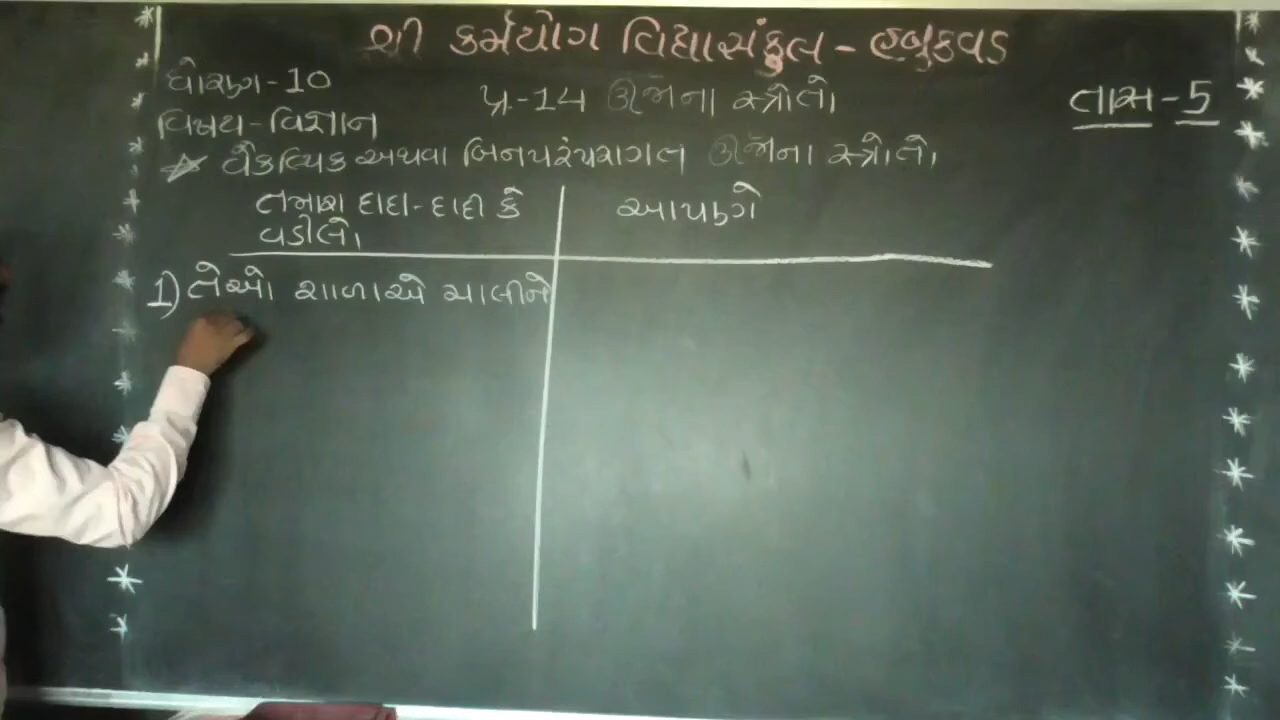 શ્રી કર્મયોગ વિદ્યાસંકુલ - હબુકવડ
ધોરણ-10
પ્ર.-14 ઊર્જાના સ્ત્રોતો
તાસ-5
વિષય-વિજ્ઞાન
વૈકલ્પિક અથવા બિનપરંપરાગત ઊર્જાના સ્ત્રોતો
તમારા દાદા-દાદી કે વડીલો
આપણે
1) તેઓ શાળાએ ચાલીને